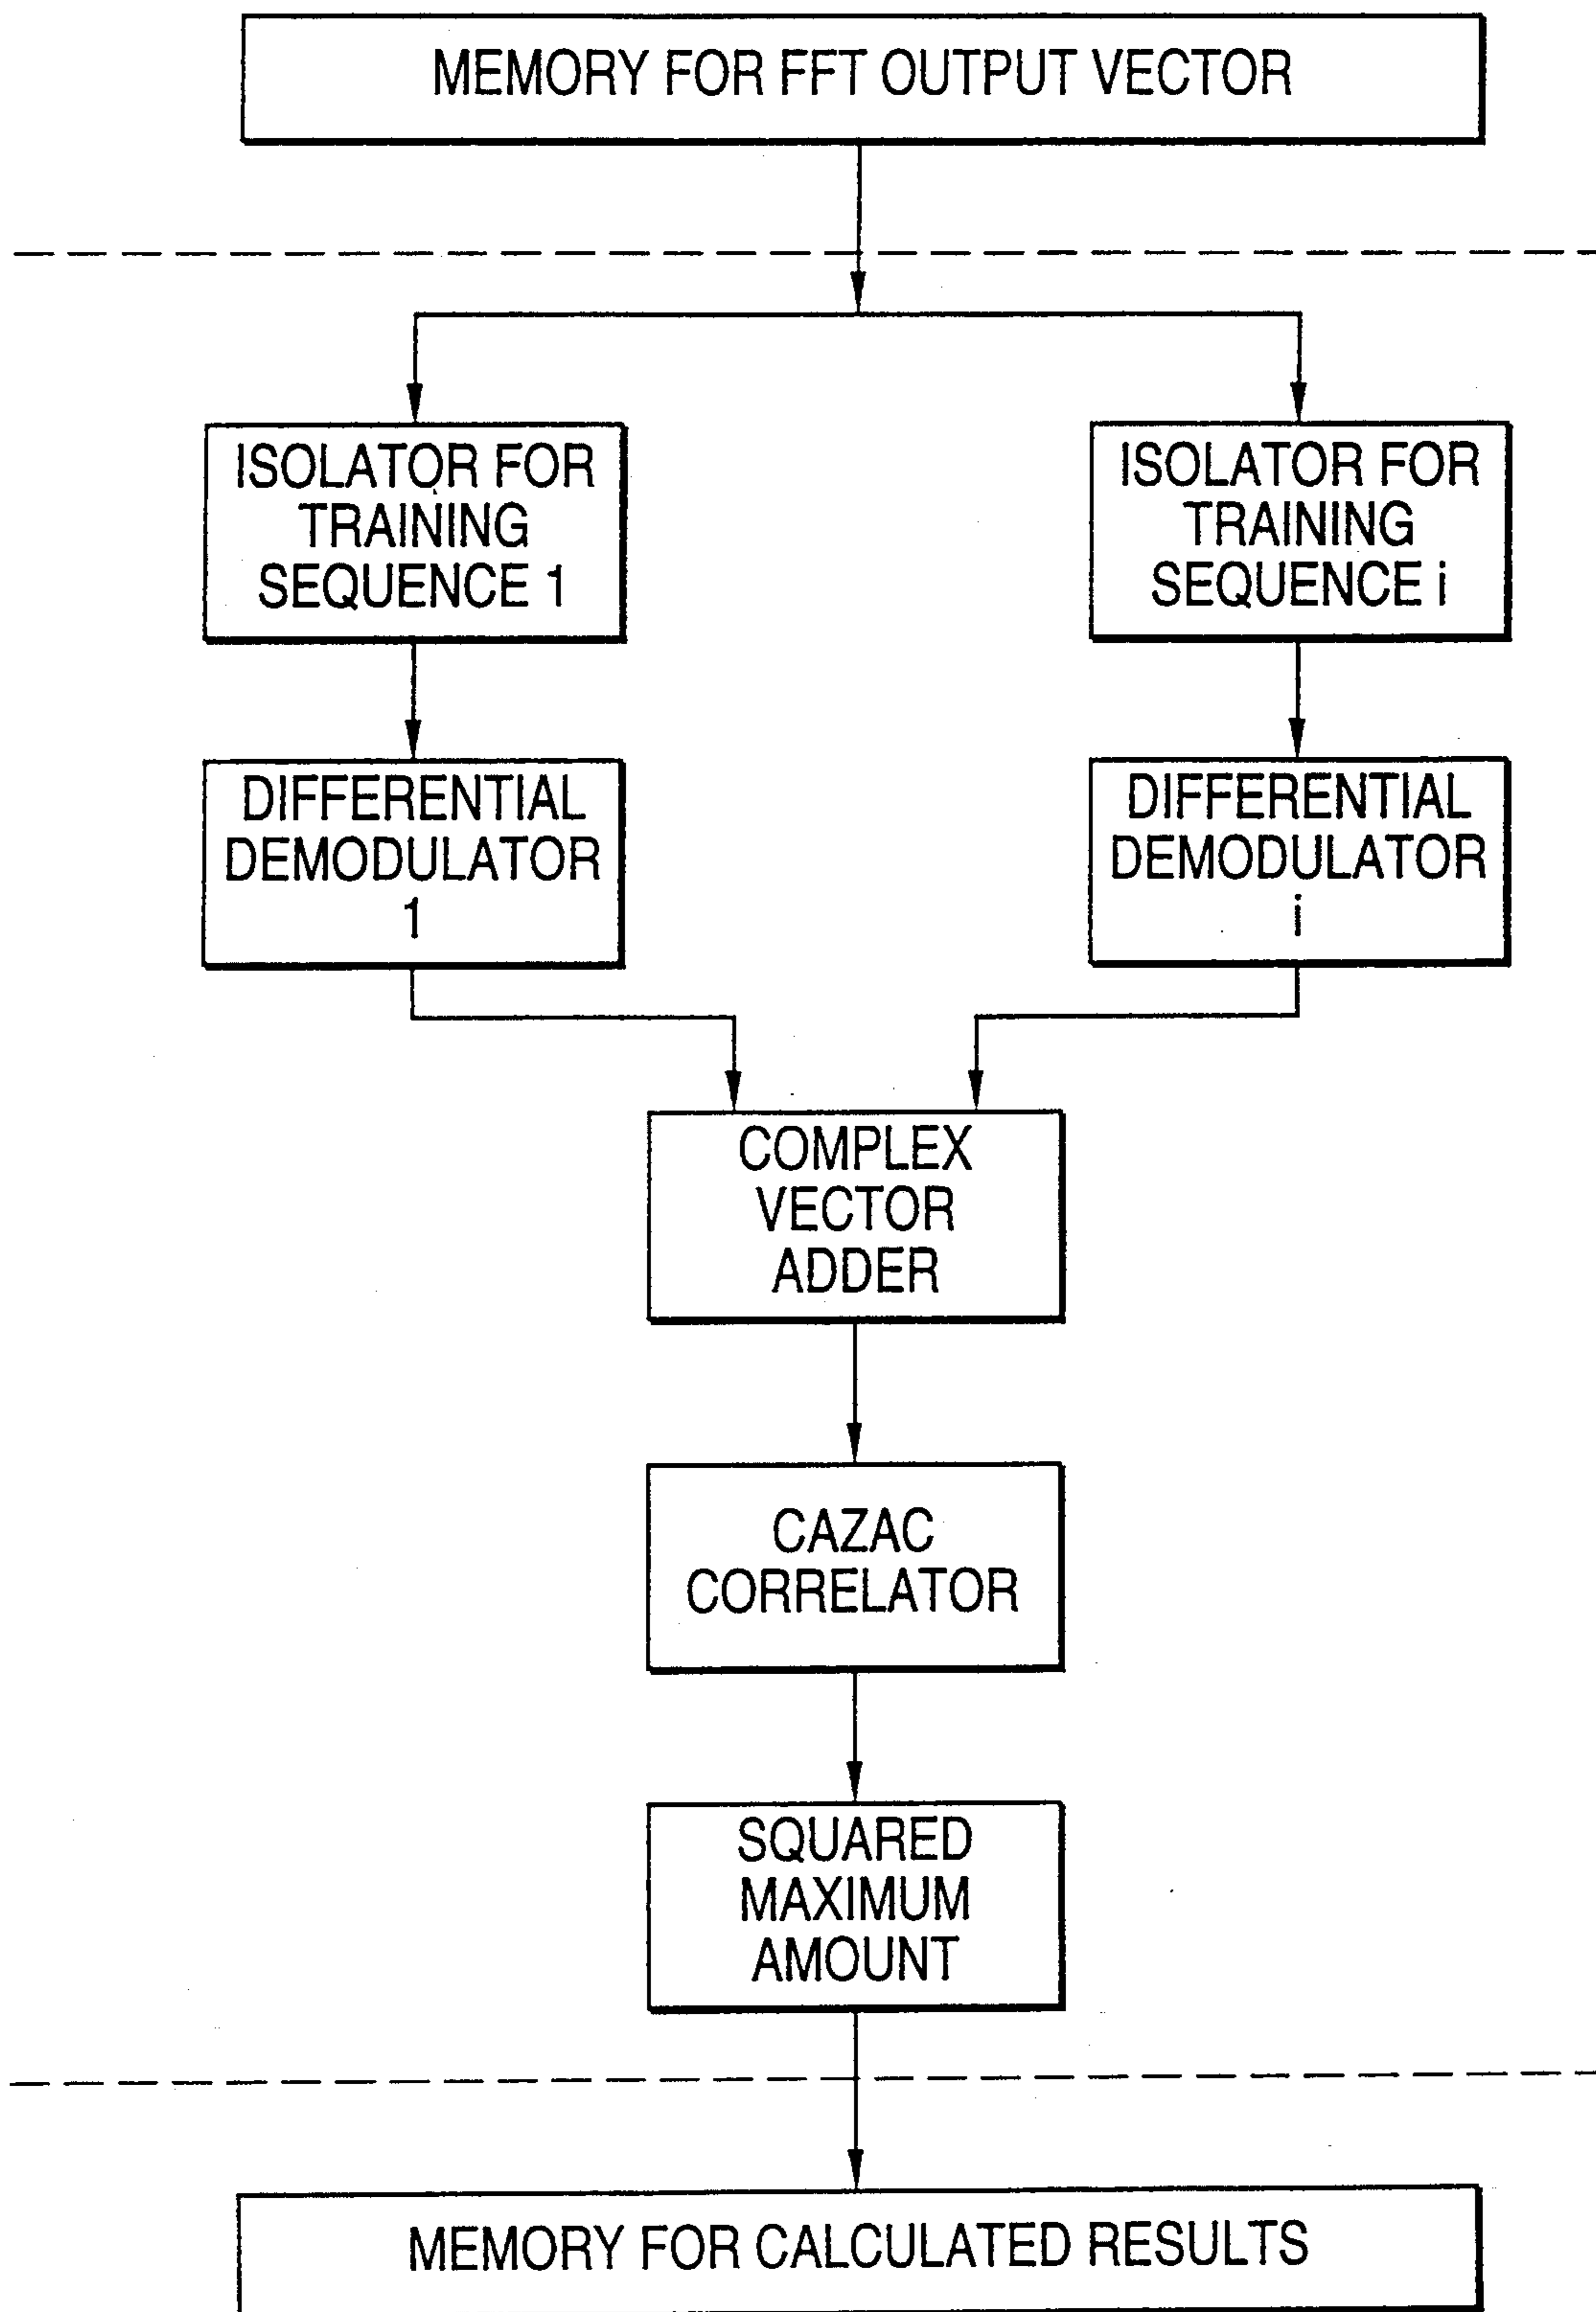 MEMORY FOR FFT OUTPUT VECTOR
ISOLATOR FOR
TRAINING
SEQUENCE 1
ISOLATOR FOR
TRAINING
SEQUENCE i
DIFFERENTIAL
DEMODULATOR
1
DIFFERENTIAL
DEMODULATOR
i
COMPLEX
VECTOR
ADDER
CAZAC
CORRELATOR
SQUARED
MAXIMUM
AMOUNT
MEMORY FOR CALCULATED RESULTS